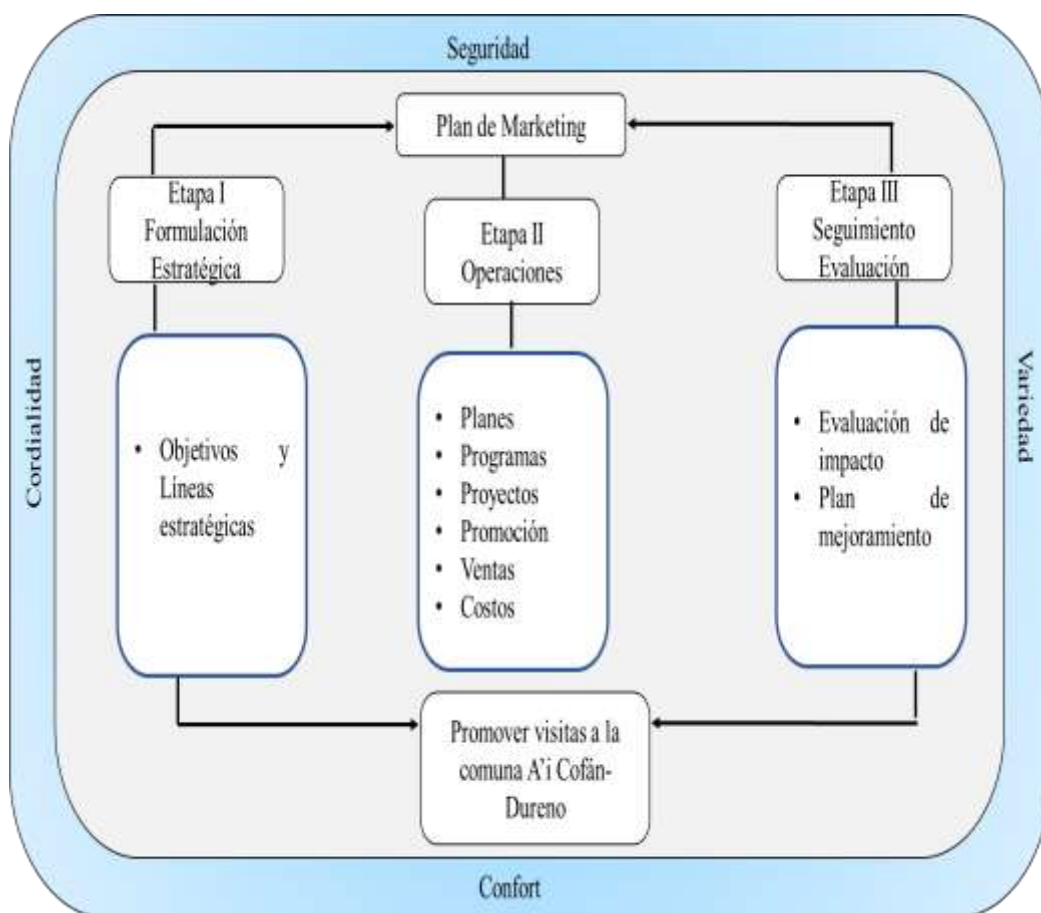 Seguridad
Plan de Marketing
Etapa I
Formulación
Estratégica
Etapa II
Operaciones
Etapa III
Seguimiento
Evaluación
Cordialidad
Variedad
• Objetivos y
Líneas
estratégicas
• Planes
• Programas
• Proyectos
• Promoción
• Ventas
• Costos
• Evaluación de
impacto
• Plan de
mejoramiento
Promover visitas a la
comuna A'i Cofán-
Dureno
Confort